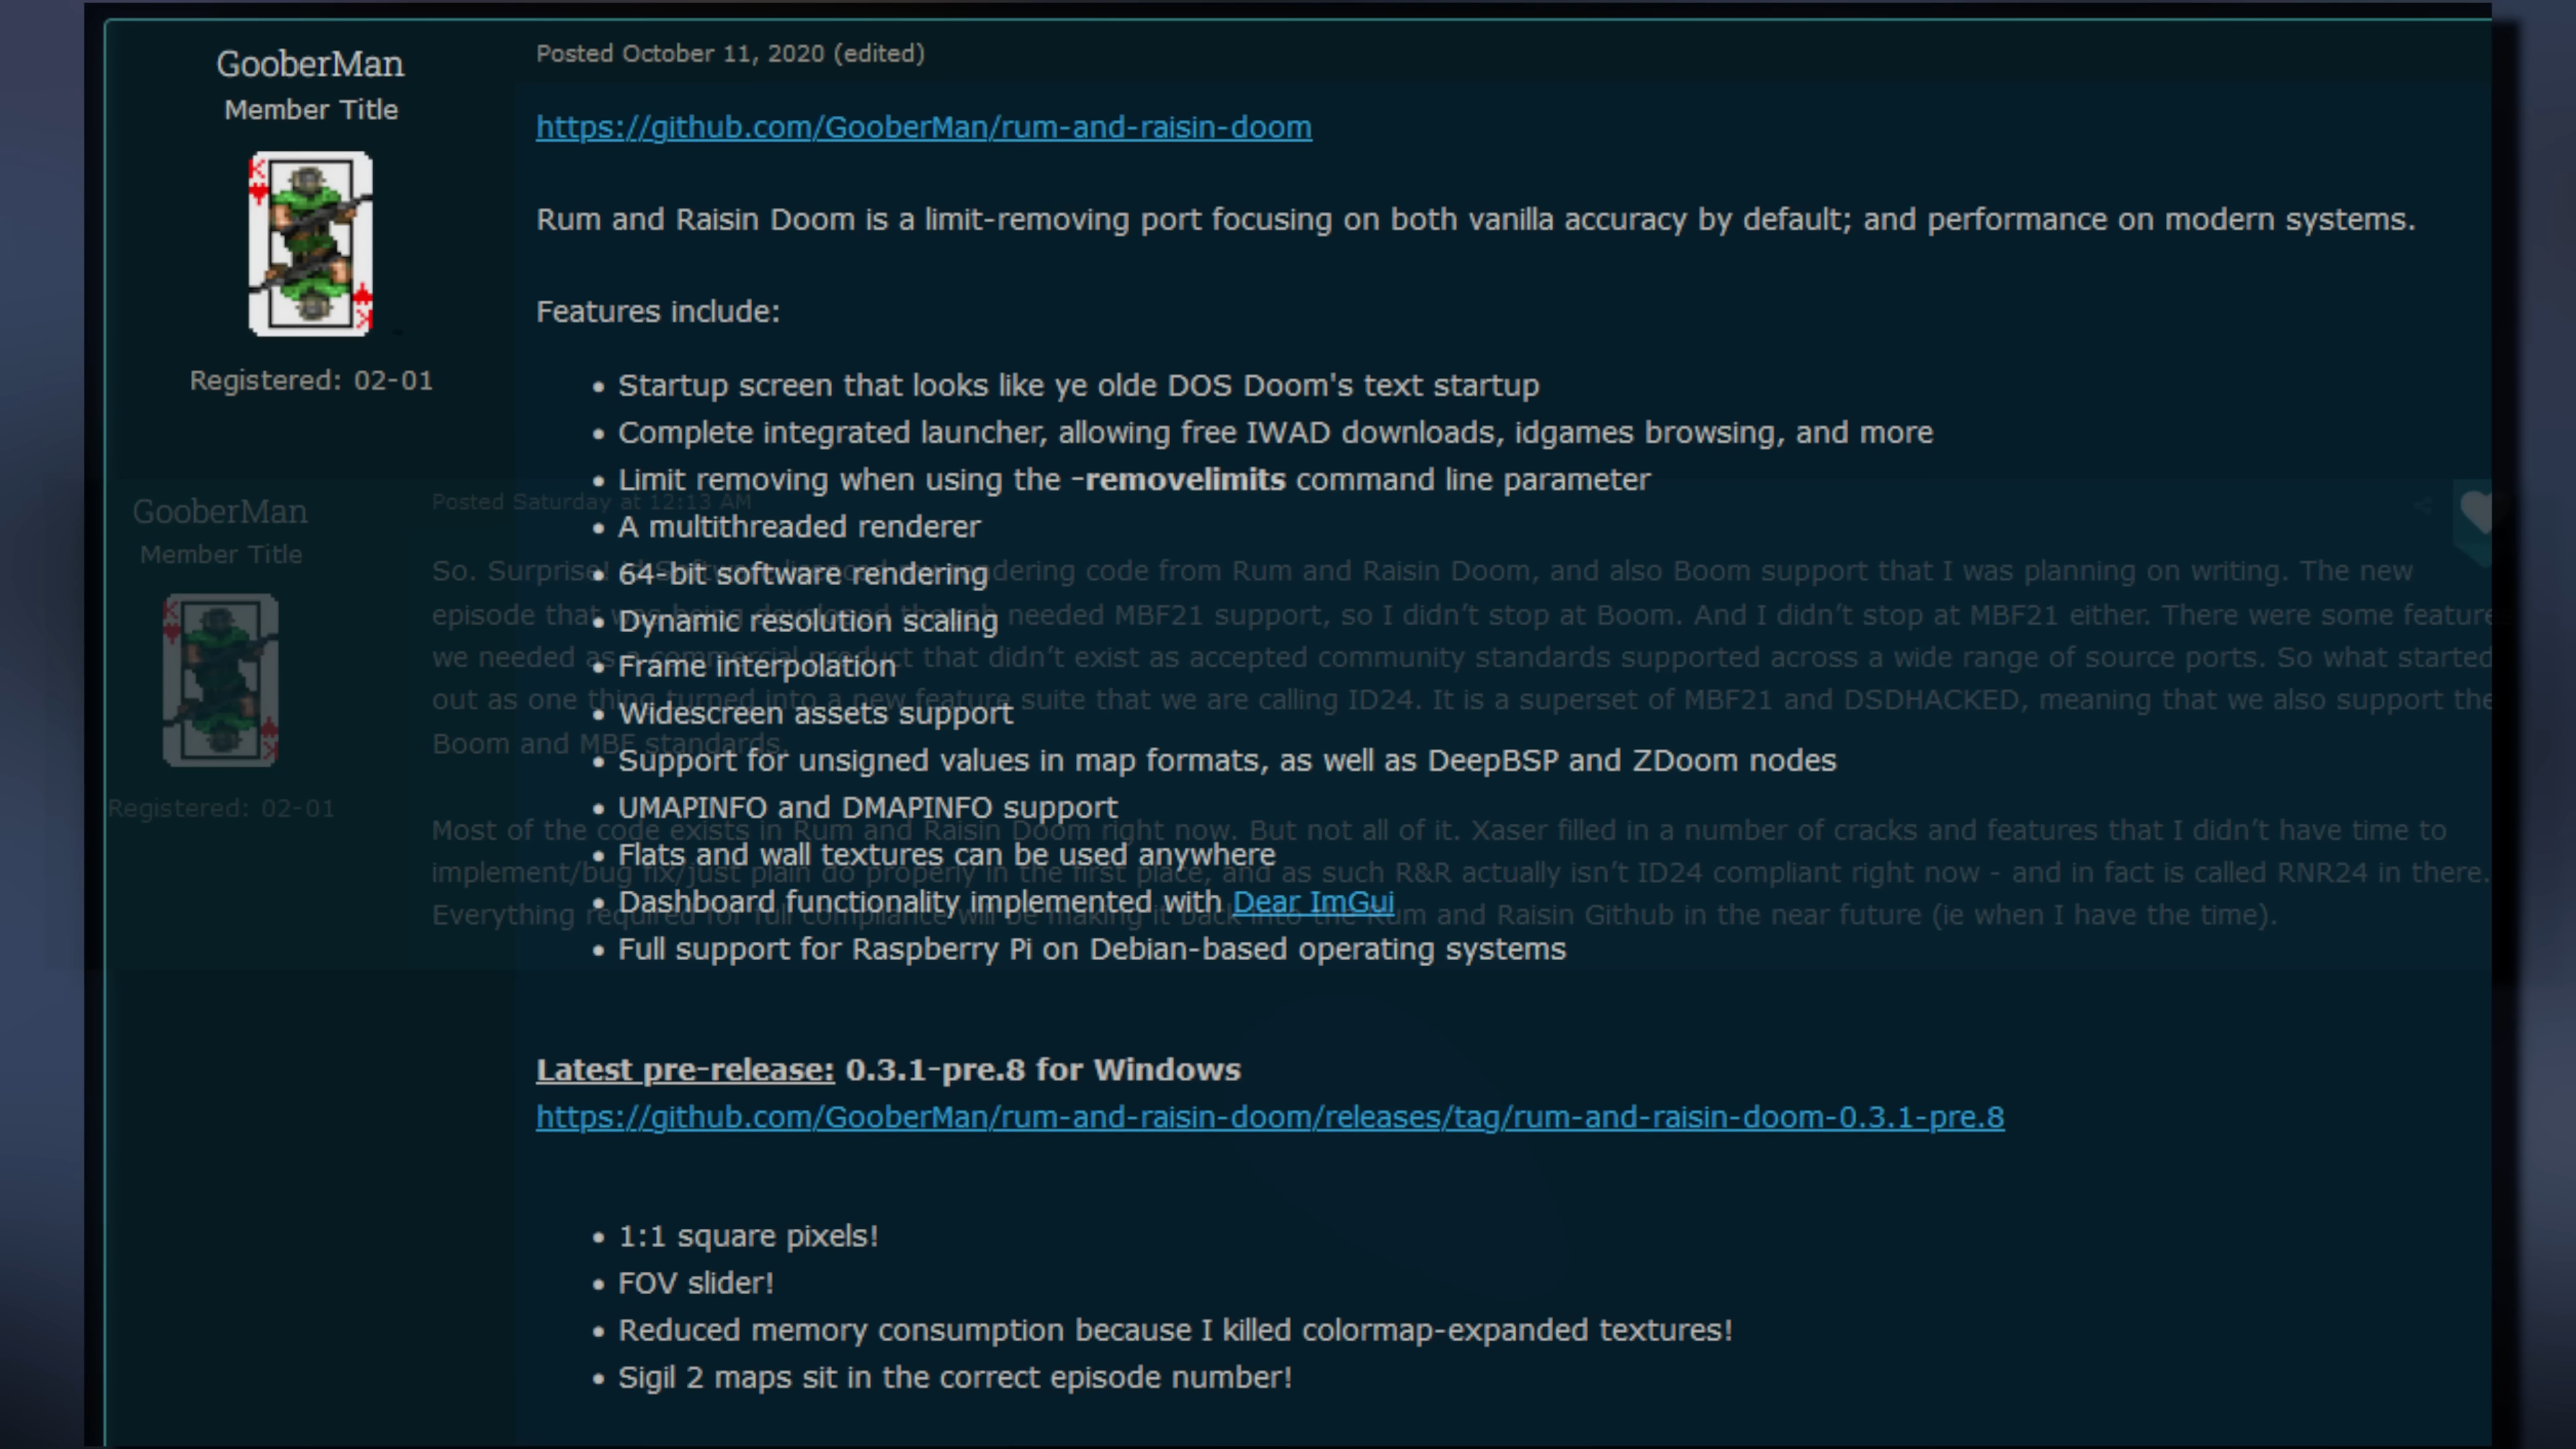 GooberMan
Member Title
Registered: 02-01
Posted October 11, 2020 (edited)
https://github.com/GooberMan/rum-and-raisin-doom
Rum and Raisin Doom is a limit-removing port focusing on both vanilla accuracy by default; and performance on modern systems.
Features include:
• Startup screen that looks like ye olde DOS Doom's text startup
• Complete integrated launcher, allowing free IWAD downloads, idgames browsing, and more
• Limit removing when using the -removelimits command line parameter
• A multithreaded renderer
• 64-bit software rendering
• Dynamic resolution scaling
• Frame interpolation
• Widescreen assets support
• Support for unsigned values in map formats, as well as DeepBSP and ZDoom nodes
• UMAPINFO and DMAPINFO support
• Flats and wall textures can be used anywhere
• Dashboard functionality implemented with Dear ImGui
• Full support for Raspberry Pi on Debian-based operating systems
Latest pre-release: 0.3.1-pre.8 for Windows
https://github.com/GooberMan/rum-and-raisin-doom/releases/tag/rum-and-raisin-doom-0.3.1-pre.8
• 1:1 square pixels!
• FOV slider!
• Reduced memory consumption because I killed colormap-expanded textures!
• Sigil 2 maps sit in the correct episode number!
GooberMan
Member Title
Registered: 02-01
Posted Saturday at 12:13 AM
So. Surprise! rendering code from Rum and Raisin Doom, and also Boom support that I was planning on writing. The new
episode that was being developed though needed MBF21 support, so I didn't stop at Boom. And I didn't stop at MBF21 either. There were some feature
we needed as a commercial product that didn't exist as accepted community standards supported across a wide range of source ports. So what started
out as one thing turned into a new feature suite that we are calling ID24. It is a superset of MBF21 and DSDHACKED, meaning that we also support the
Boom and MBF standards.
Most of the code exists in Rum and Raisin Doom right now. But not all of it. Xaser filled in a number of cracks and features that I didn't have time to
implement/bug fix/just plain do properly in the first place, and as such R&R actually isn't ID24 compliant right now - and in fact is called RNR24 in there.
Everything required for full compliance will be making it back into the Rum and Raisin Github in the near future (ie when I have the time).